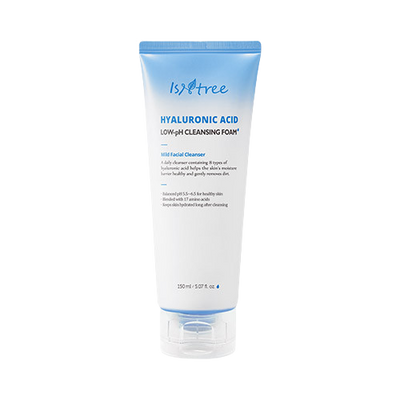 Isntree
HYALURONIC ACID
LOW-pH CLEANSING FOAM
Mild Facial Cleanser
A daily cleanser containing 8 types of
hyaluronic acid helps the skin's moisture
barrier healthy and gently removes dirt.
- Balanced pH 5.5~6.5 for healthy skin
- Blended with 17 amino acids
- Keeps skin hydrated long after cleansing
150 ml / 5.07 fl. oz.